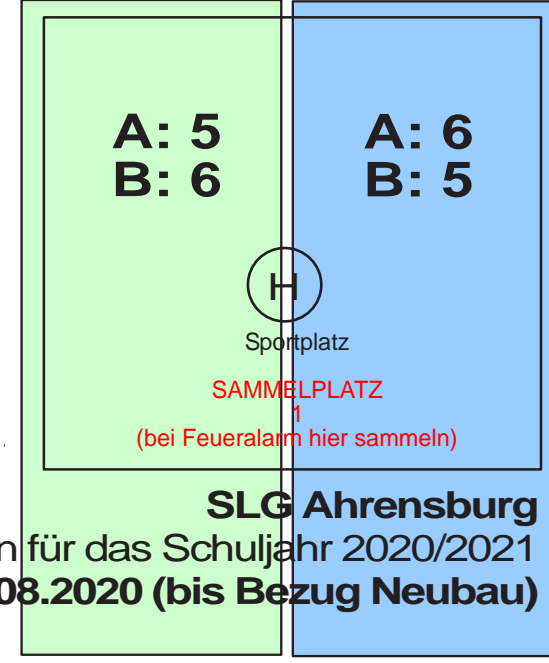 A: 5
B: 6
A: 6
B: 5
H
Sportplatz
SAMMELPLATZ
1
(bei Feueralarm hier sammeln)
SLG Ahrensburg
n für das Schuljahr 2020/2021
08.2020 (bis Bezug Neubau)